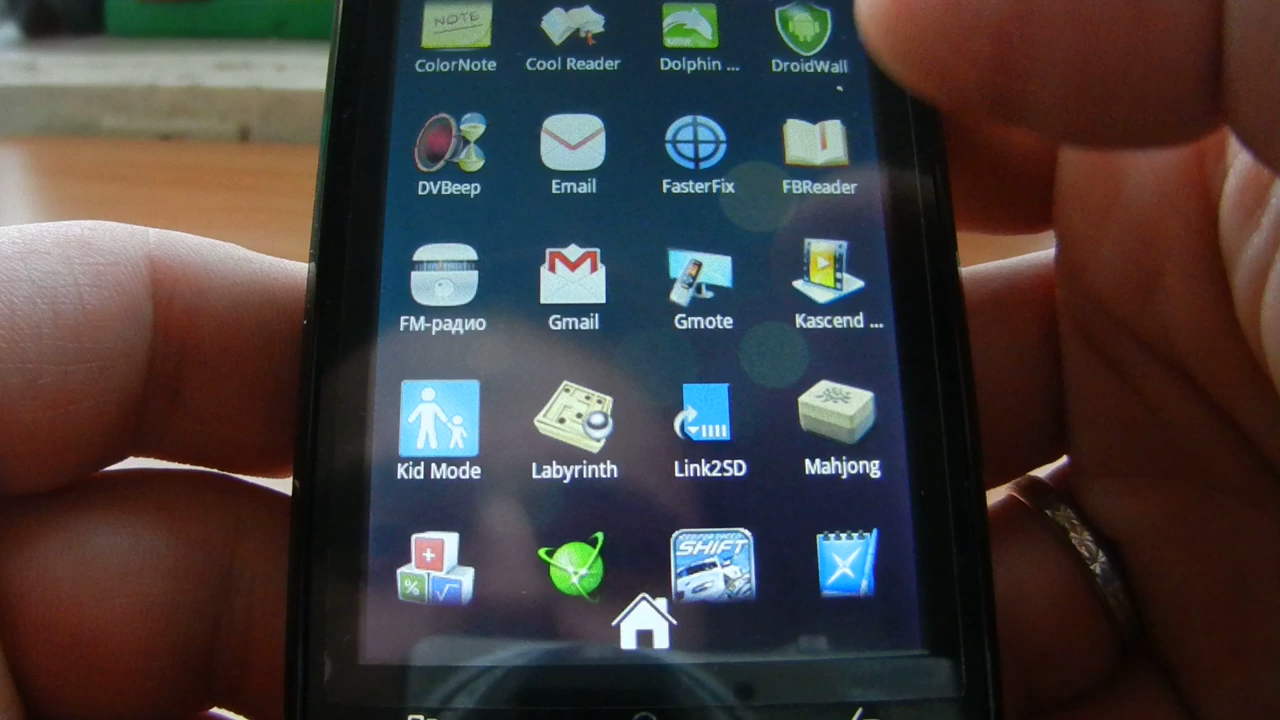 NOTE
ColorNote Cool Reader Dolphin ... DroidWall
DVBeep Email FasterFix FBReader
FM-радио Gmail Gmote Kascend ...
Kid Mode Labyrinth Link2SD Mahjong
SHIFT